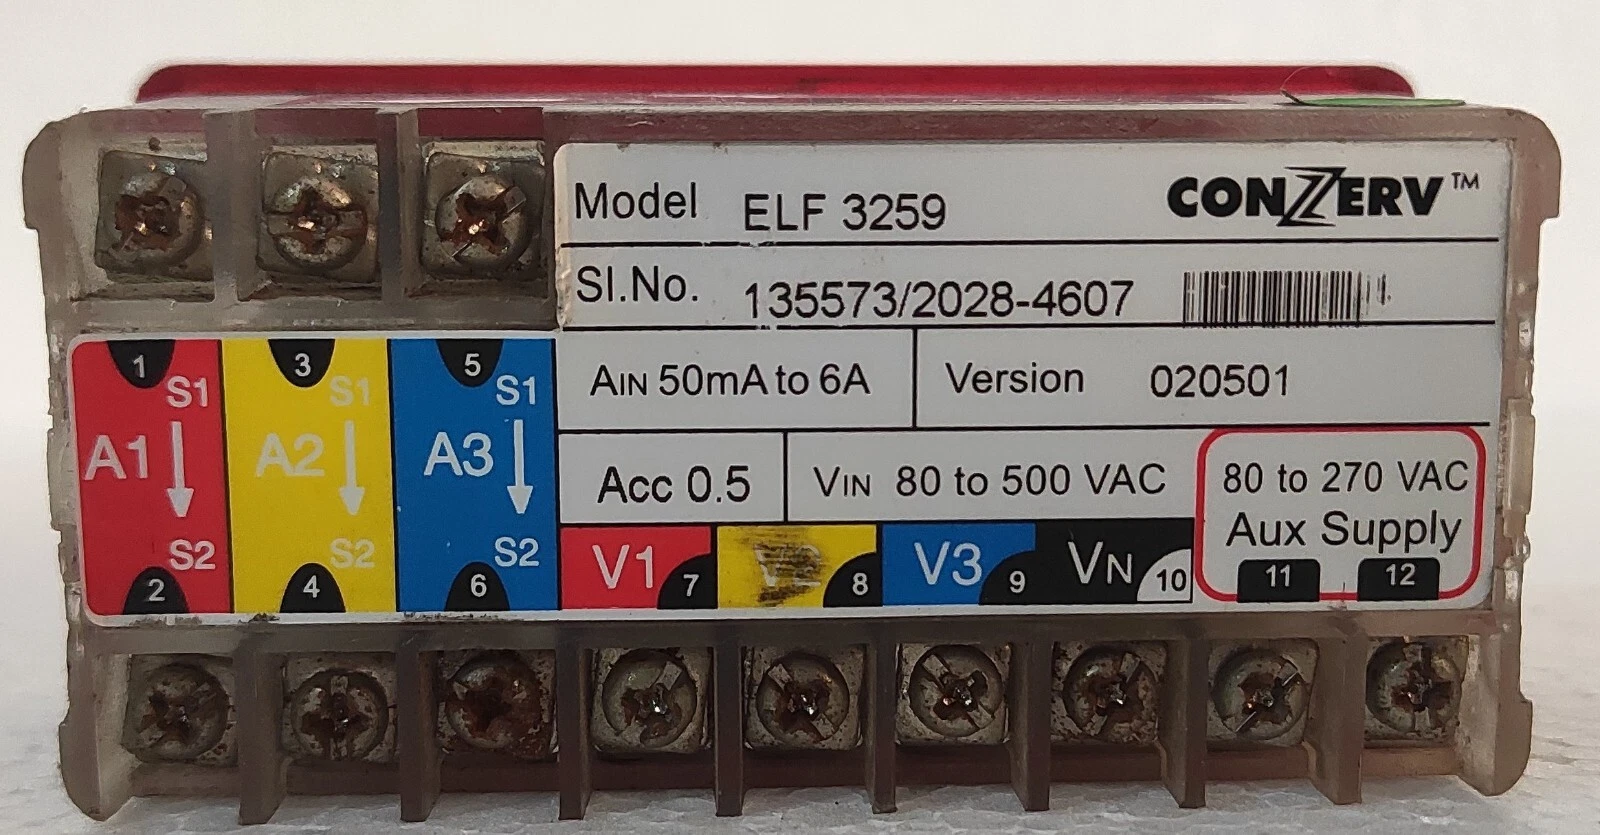 Model ELF 3259 CONZERV™
SI.No. 135573/2028-4607
AIN 50mA to 6A Version 020501
Acc 0.5 VIN 80 to 500 VAC
80 to 270 VAC
Aux Supply
11 12
1 S1
A1
S2
2
3 S1
A2
S2
4
5 S1
A3
S2
6
V1 7
V2 8
V3 9
VN 10